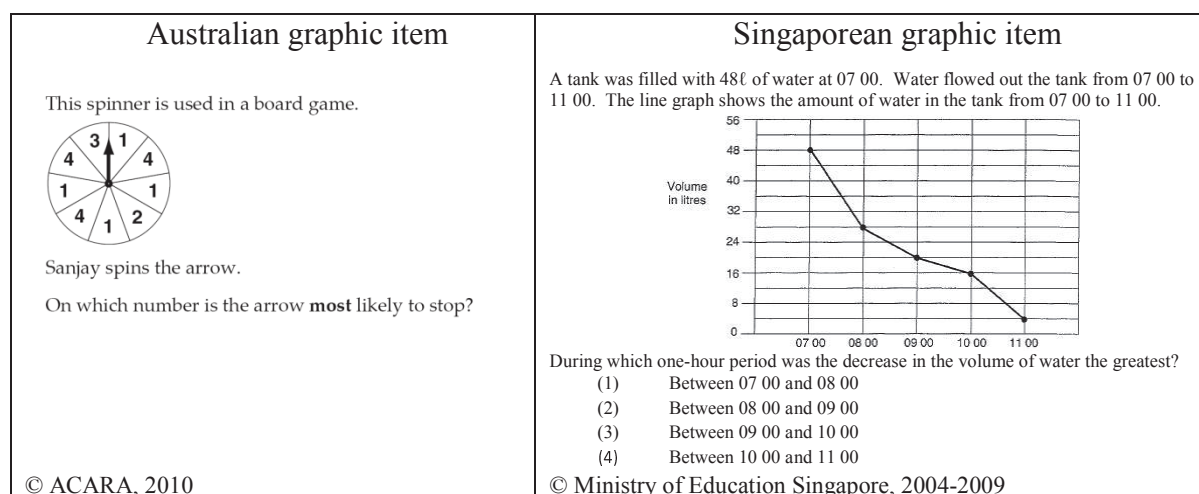 Australian graphic item
This spinner is used in a board game.
3 1
4 4
1 1
4 2
1
Sanjay spins the arrow.
On which number is the arrow most likely to stop?
© ACARA, 2010
Singaporean graphic item
A tank was filled with 48ℓ of water at 07 00. Water flowed out the tank from 07 00 to
11 00. The line graph shows the amount of water in the tank from 07 00 to 11 00.
56
48
40
Volume
in litres
32
24
16
8
0
07 00 08 00 09 00 10 00 11 00
During which one-hour period was the decrease in the volume of water the greatest?
(1) Between 07 00 and 08 00
(2) Between 08 00 and 09 00
(3) Between 09 00 and 10 00
(4) Between 10 00 and 11 00
© Ministry of Education Singapore, 2004-2009